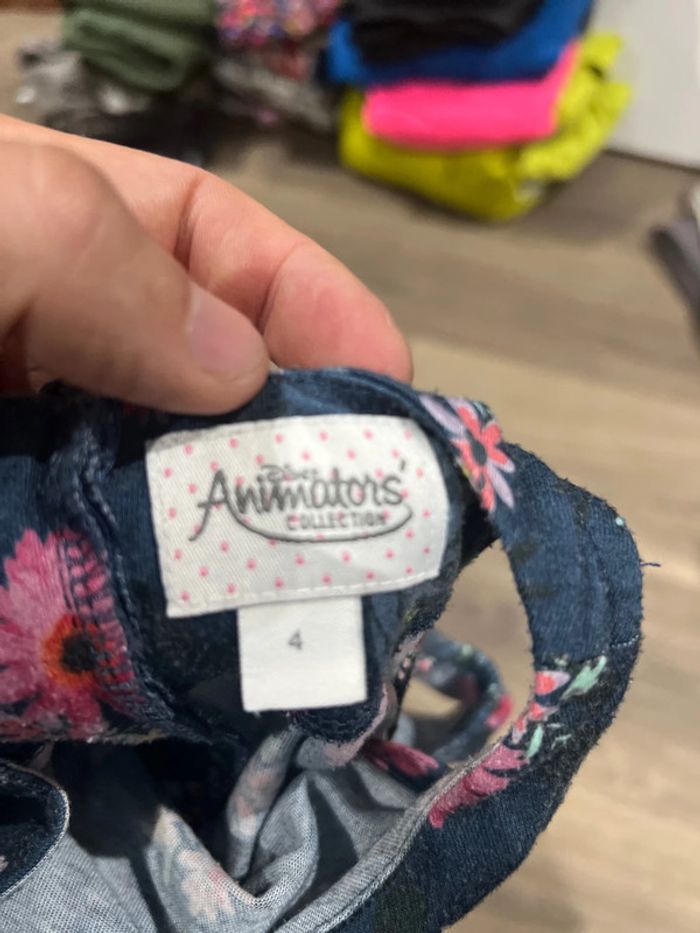 Disney
Animators'
COLLECTION
4